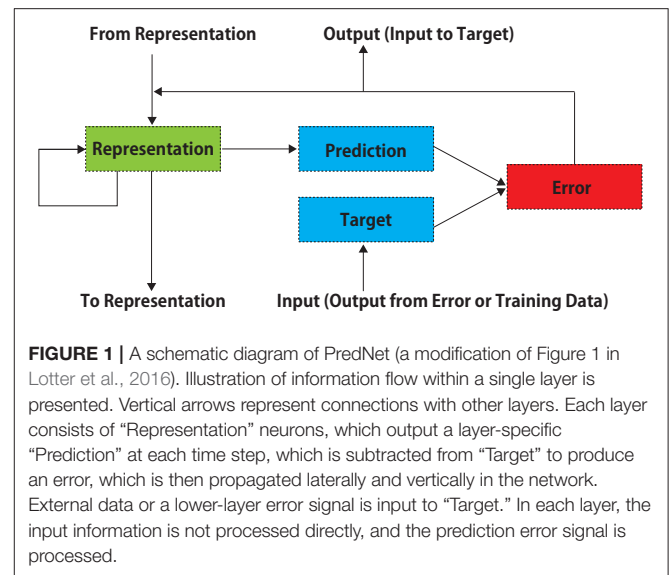 From Representation
Output (Input to Target)
Representation
Prediction
Error
Target
To Representation
Input (Output from Error or Training Data)
FIGURE 1 | A schematic diagram of PredNet (a modification of Figure 1 in
Lotter et al., 2016). Illustration of information flow within a single layer is
presented. Vertical arrows represent connections with other layers. Each layer
consists of “Representation” neurons, which output a layer-specific
“Prediction” at each time step, which is subtracted from “Target” to produce
an error, which is then propagated laterally and vertically in the network.
External data or a lower-layer error signal is input to “Target.” In each layer, the
input information is not processed directly, and the prediction error signal is
processed.